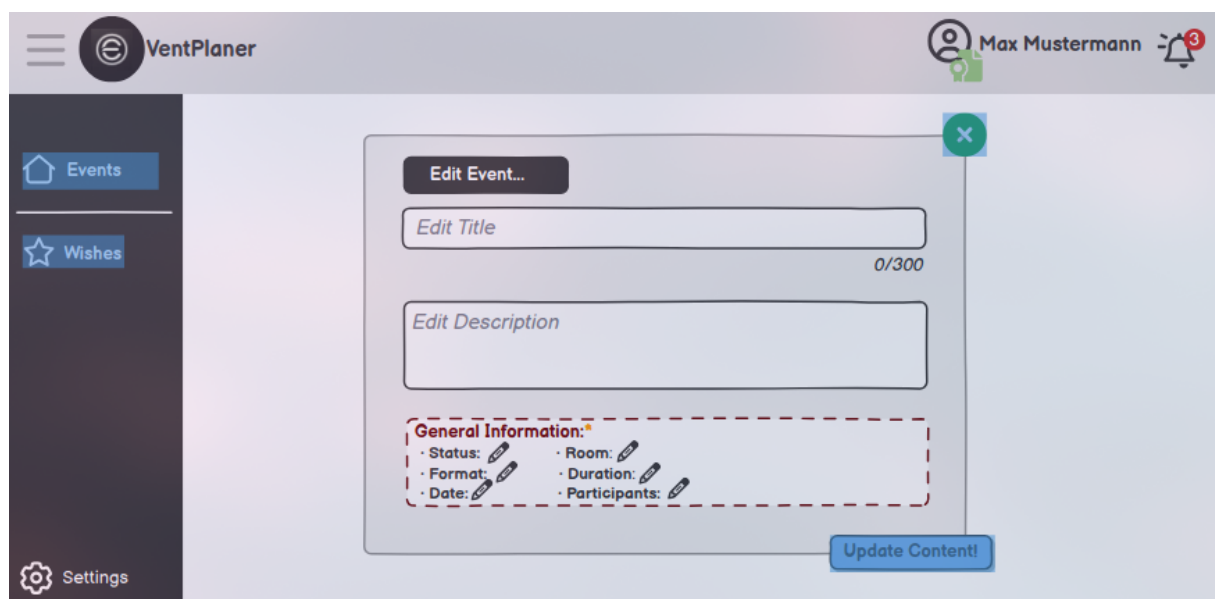 e VentPlaner
Max Mustermann
3
Events
Wishes
Settings
×
Edit Event...
Edit Title
0/300
Edit Description
General Information:*
· Status:
· Room:
· Format:
· Duration:
· Date:
· Participants:
Update Content!